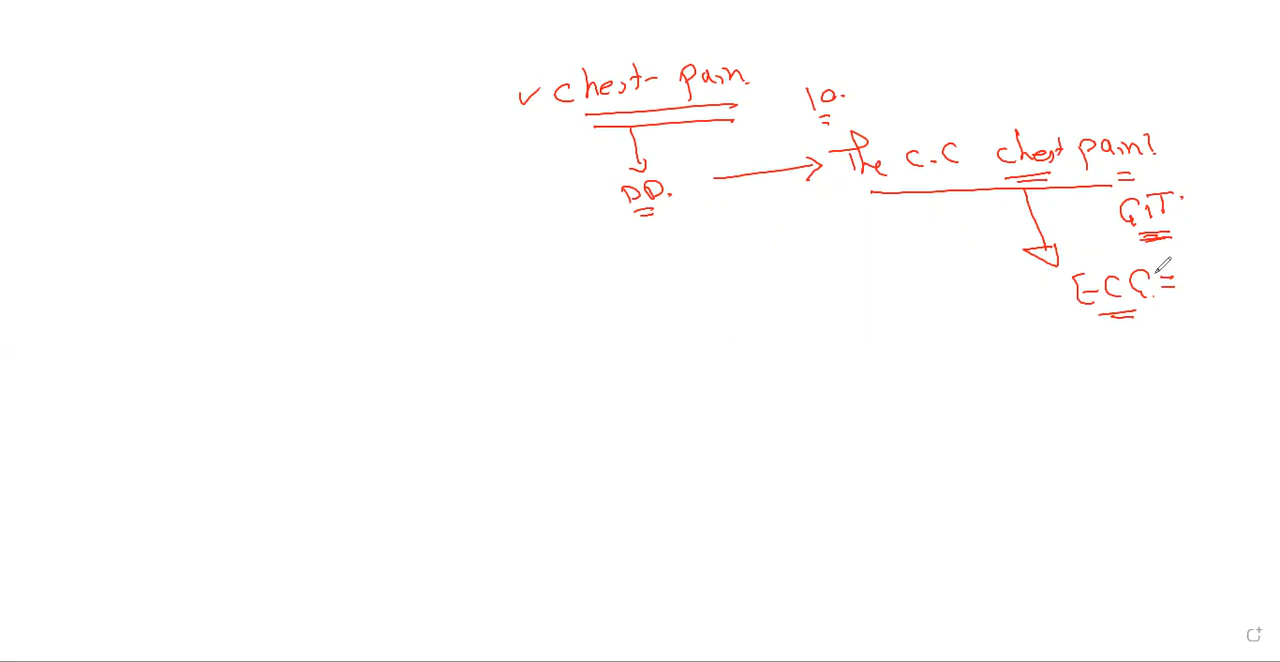 ✓ chest pain.
10.
The C.C chest pain?
DD.
GIT.
ECG. =